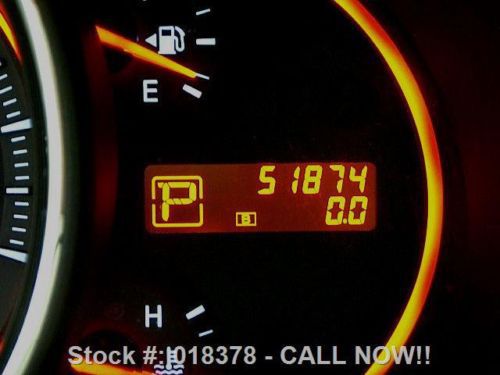 E
51874
P
B 0.0
H
Stock #: 018378 - CALL NOW!!